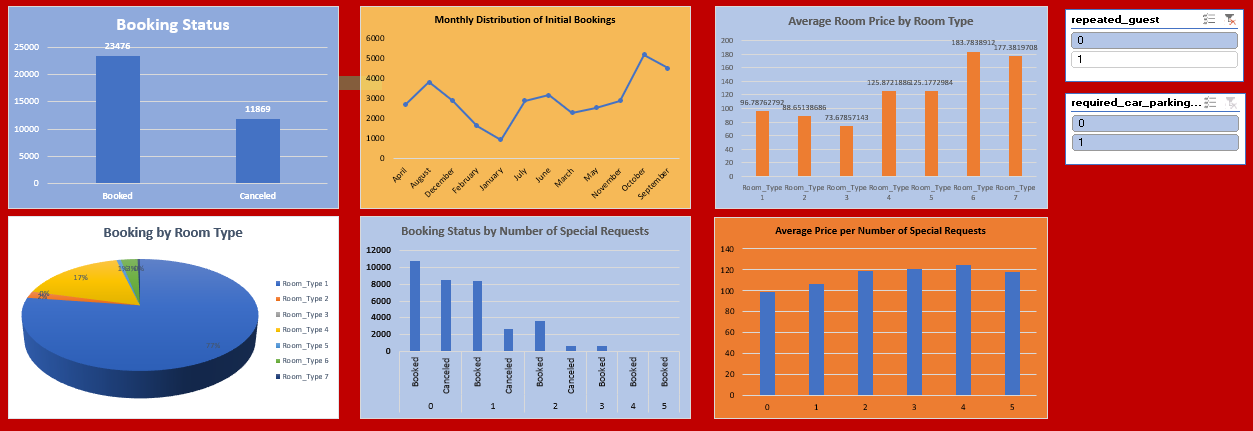 Booking Status
25000
20000
15000
10000
5000
0
23476
11869
Booked
Canceled
Monthly Distribution of Initial Bookings
6000
5000
4000
3000
2000
1000
0
April
August
December
February
January
July
June
March
May
November
October
September
Average Room Price by Room Type
200
180
160
140
120
100
80
60
40
20
0
96.78762792
88.65138686
73.67857143
125.8721886
125.1772984
183.7838912
177.3819708
Room_Type 1
Room_Type 2
Room_Type 3
Room_Type 4
Room_Type 5
Room_Type 6
Room_Type 7
repeated_guest
0
1
required_car_parking...
0
1
Booking by Room Type
17%
77%
Room_Type 1
Room_Type 2
Room_Type 3
Room_Type 4
Room_Type 5
Room_Type 6
Room_Type 7
Booking Status by Number of Special Requests
12000
10000
8000
6000
4000
2000
0
Booked
Canceled
Booked
Canceled
Booked
Canceled
Booked
Booked
Booked
0
1
2
3
4
5
Average Price per Number of Special Requests
140
120
100
80
60
40
20
0
0
1
2
3
4
5